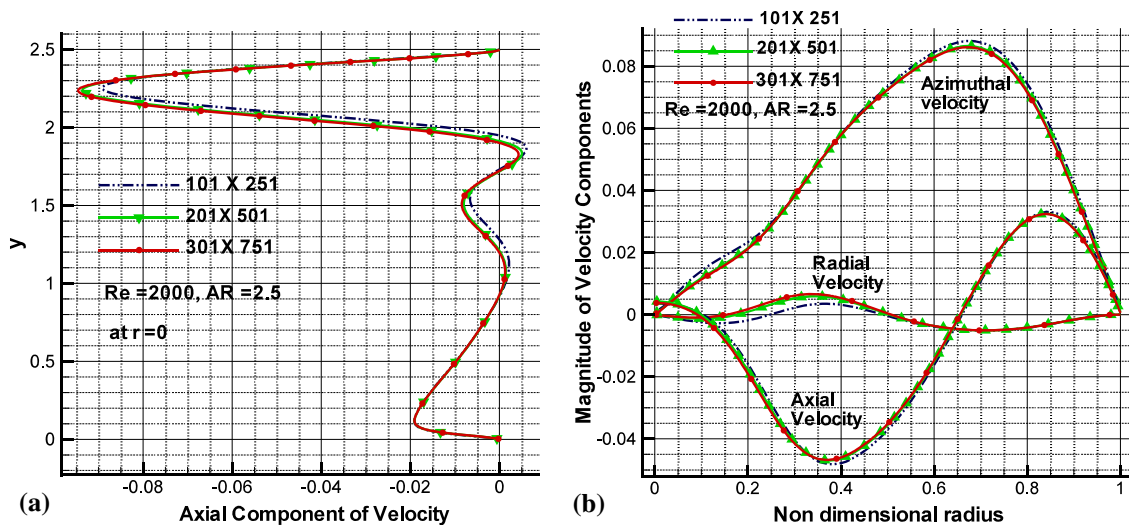 2.5
2
1.5
1
0.5
0
y
101 X 251
201X 501
301X 751
Re =2000, AR =2.5
at r=0
-0.08
-0.06
-0.04
-0.02
0
Axial Component of Velocity
(a)
101X 251
201X 501
301X 751
Re =2000, AR =2.5
Azimuthal
velocity
Radial
Velocity
Axial
Velocity
0.08
0.06
0.04
0.02
0
-0.02
-0.04
Magnitude of Velocity Components
0
0.2
0.4
0.6
0.8
1
Non dimensional radius
(b)